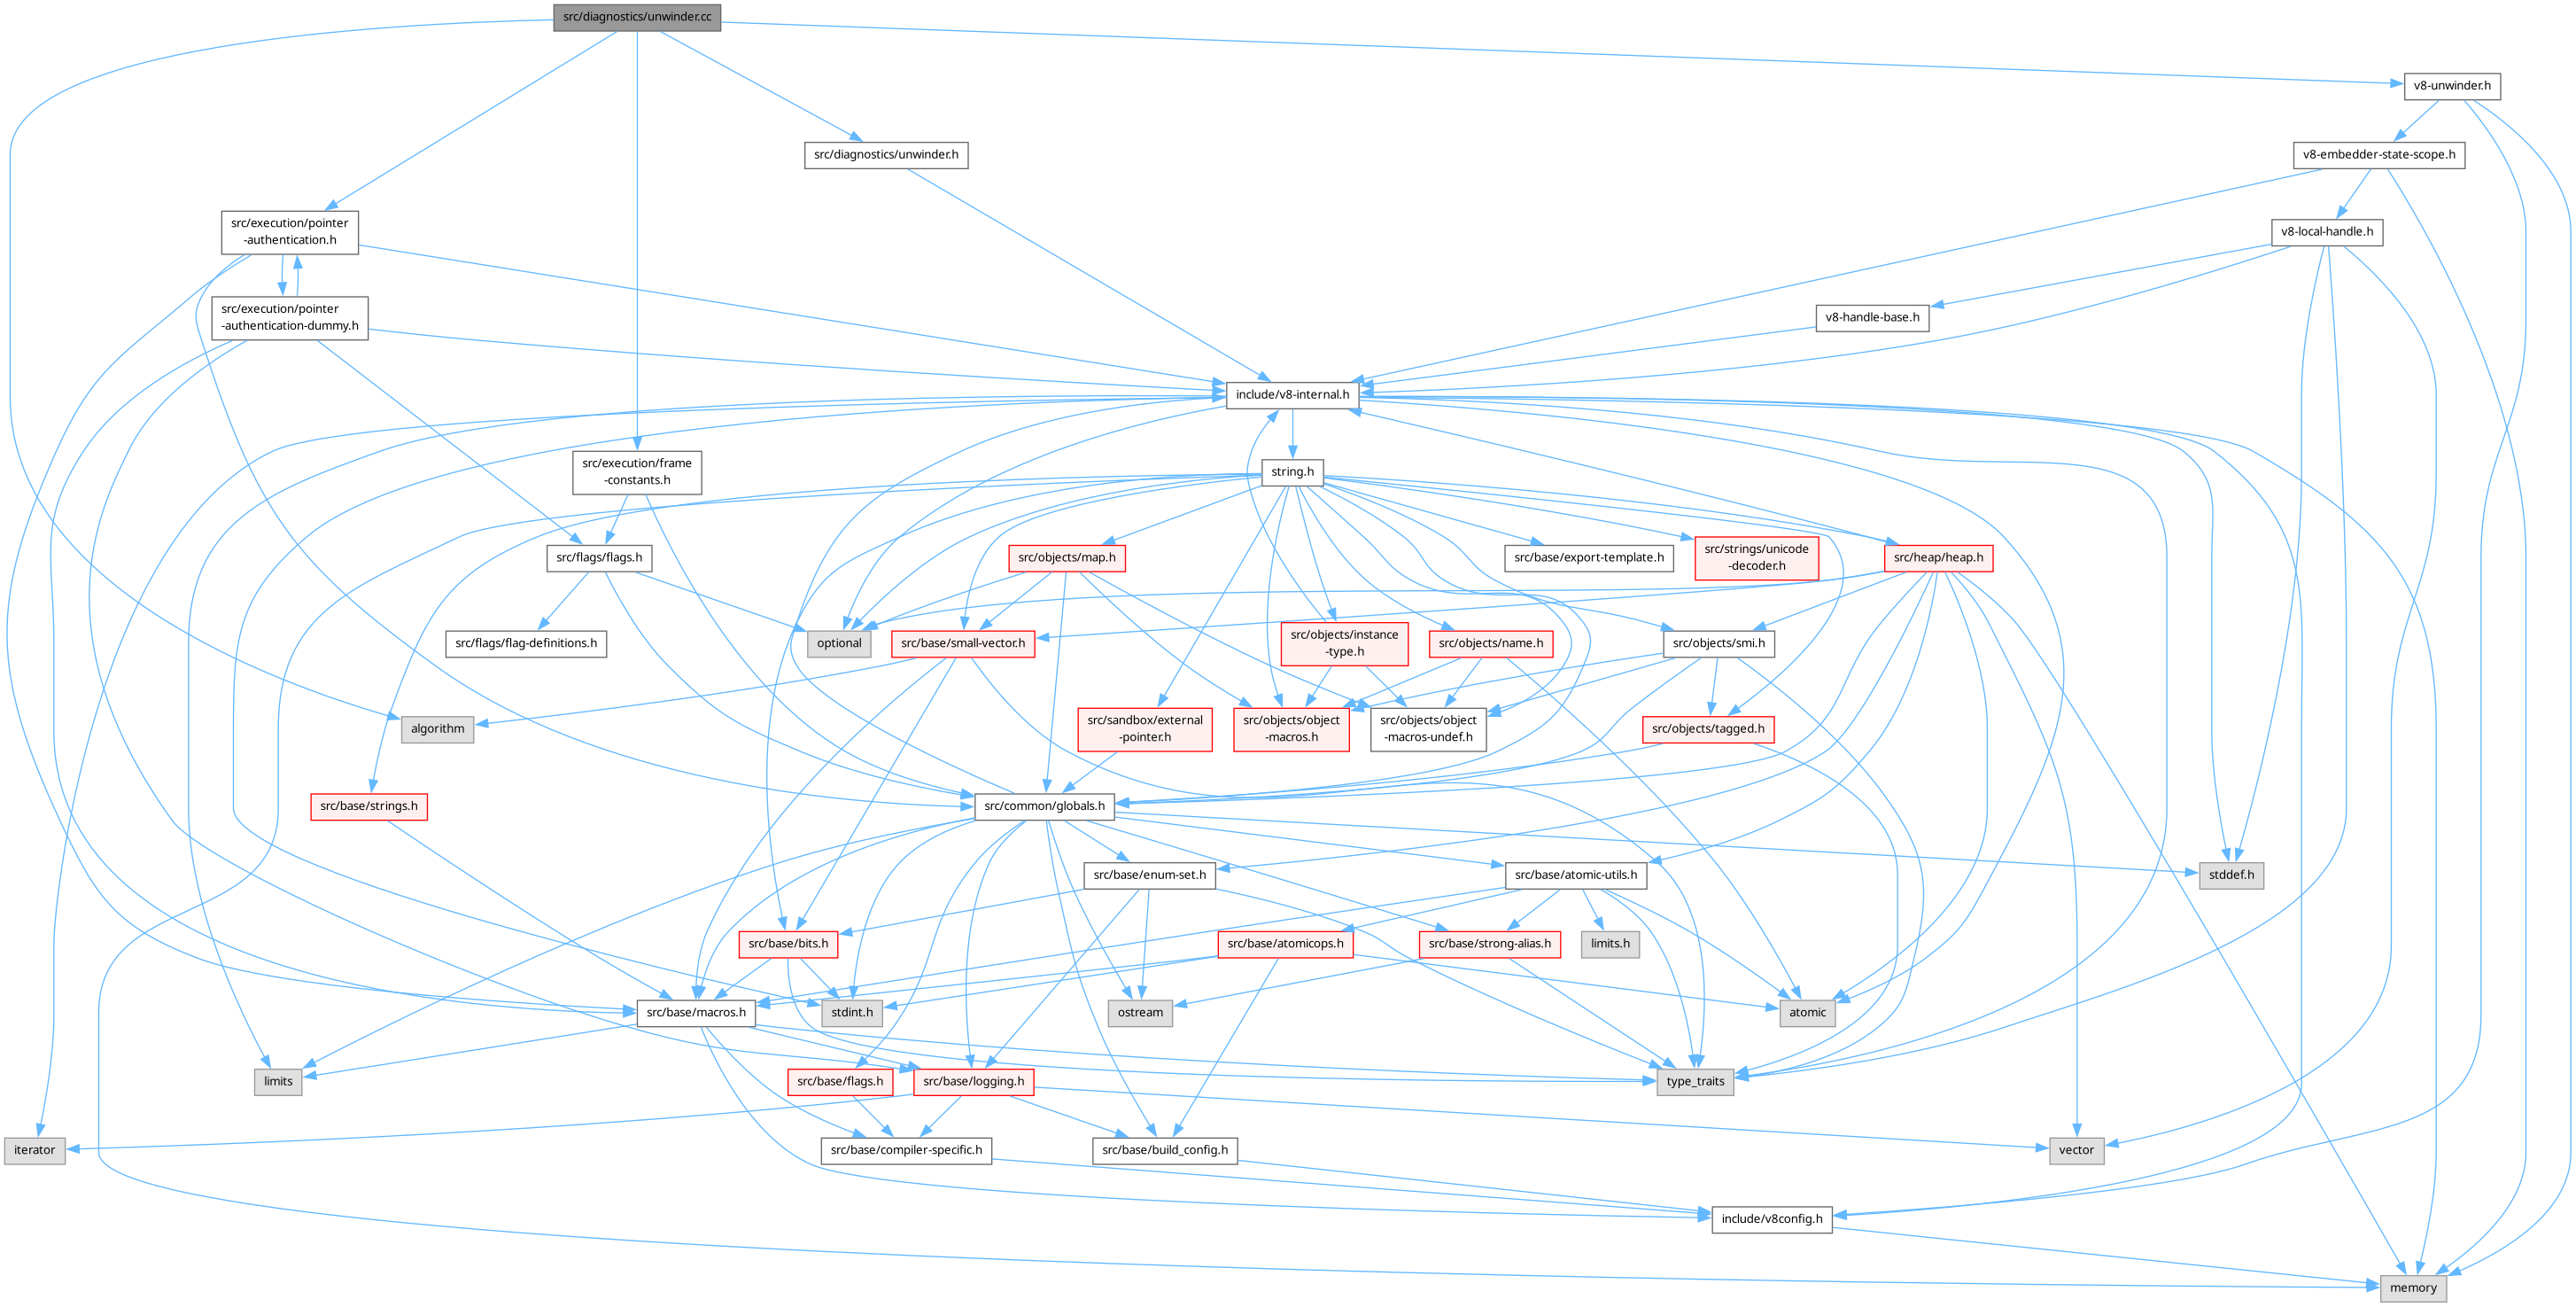 src/diagnostics/unwinder.cc
v8-unwinder.h
src/diagnostics/unwinder.h
v8-embedder-state-scope.h
src/execution/pointer
-authentication.h
v8-local-handle.h
src/execution/pointer
-authentication-dummy.h
v8-handle-base.h
include/v8-internal.h
src/execution/frame
-constants.h
string.h
src/flags/flags.h
src/objects/map.h
src/base/export-template.h
src/strings/unicode
-decoder.h
src/heap/heap.h
src/flags/flag-definitions.h
optional
src/base/small-vector.h
src/objects/instance
-type.h
src/objects/name.h
src/objects/smi.h
algorithm
src/sandbox/external
-pointer.h
src/objects/object
-macros.h
src/objects/object
-macros-undef.h
src/objects/tagged.h
src/base/strings.h
src/common/globals.h
src/base/enum-set.h
src/base/atomic-utils.h
stddef.h
src/base/bits.h
src/base/atomicops.h
src/base/strong-alias.h
limits.h
src/base/macros.h
stdint.h
ostream
atomic
limits
src/base/flags.h
src/base/logging.h
type_traits
iterator
src/base/compiler-specific.h
src/base/build_config.h
vector
include/v8config.h
memory